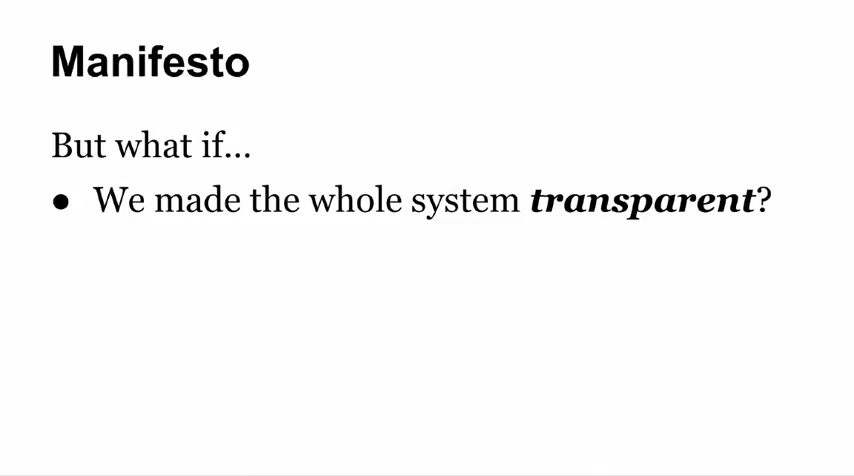 Manifesto
But what if...
● We made the whole system transparent?